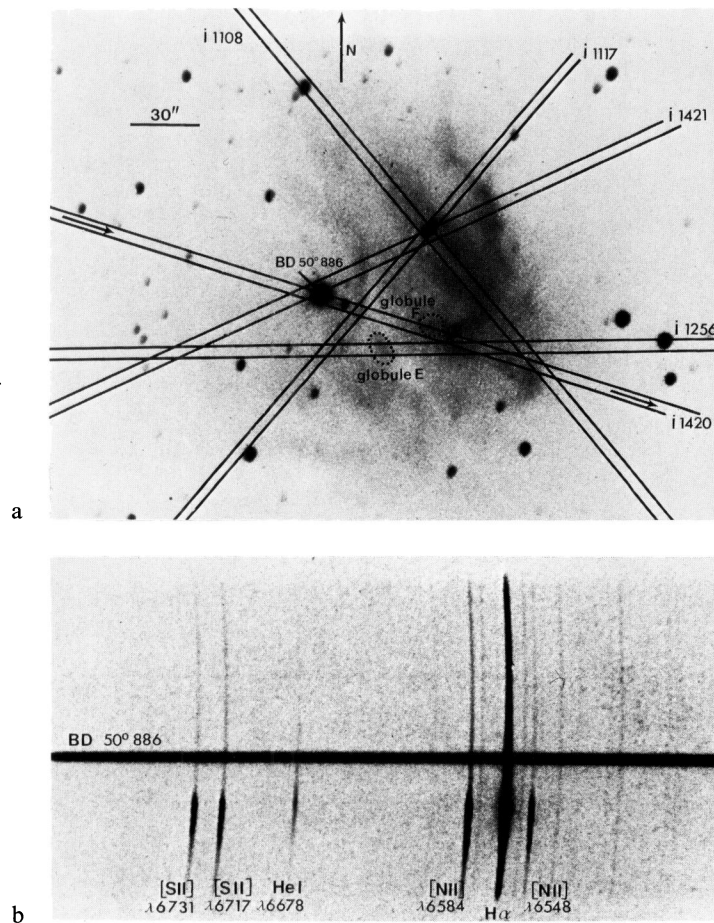 i 1108
N
i 1117
i 1421
30"
BD 50° 886
globule
F
i 1256
globule E
i 1420
a
BD 50° 886
[SII]
λ6731
[SII]
λ6717
He I
λ6678
[NII]
λ6584
Hα
[NII]
λ6548
b